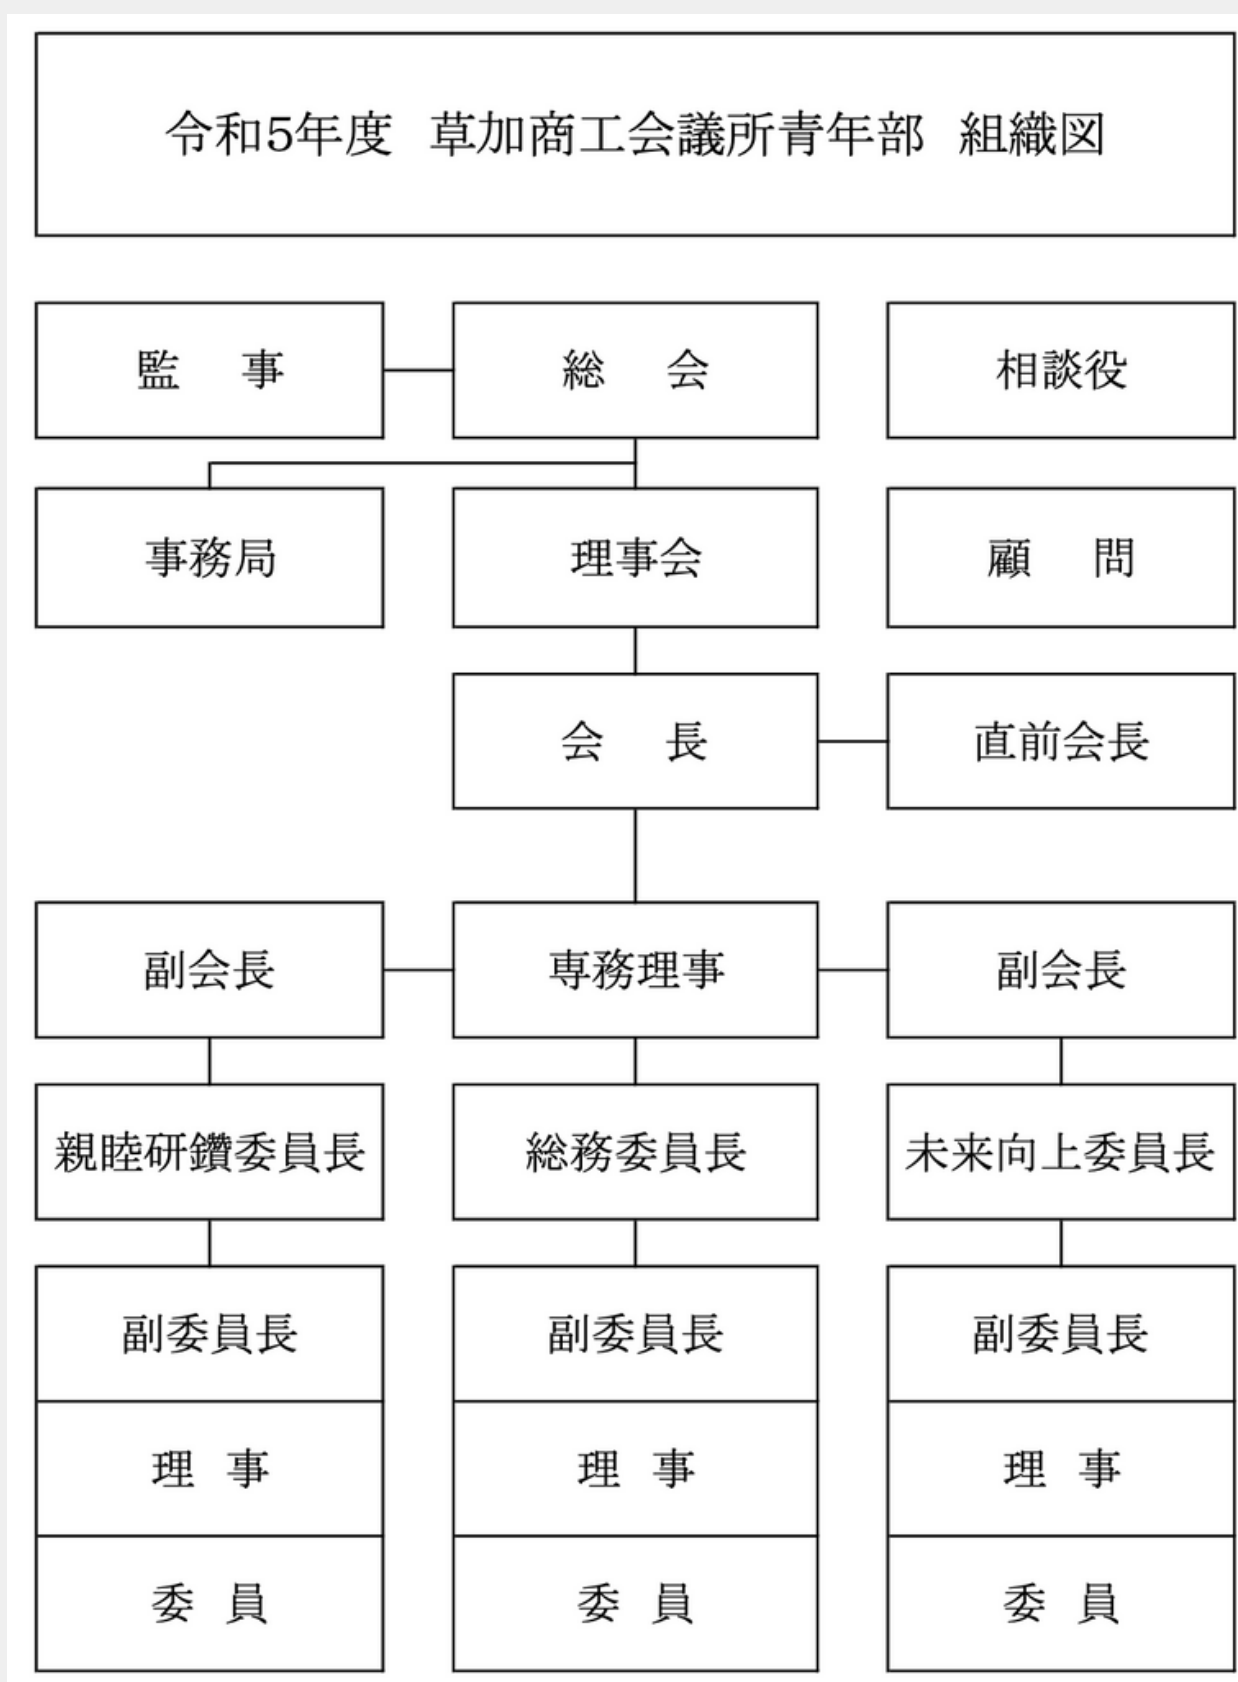 令和5年度 草加商工会議所青年部 組織図
監 事
総 会
相談役
事務局
理事会
顧 問
会 長
直前会長
副会長
専務理事
副会長
親睦研鑽委員長
総務委員長
未来向上委員長
副委員長
副委員長
副委員長
理 事
理 事
理 事
委 員
委 員
委 員